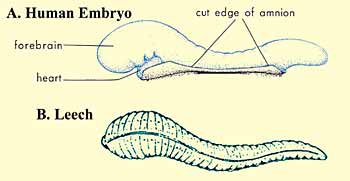 A. Human Embryo
cut edge of amnion
forebrain
heart
B. Leech